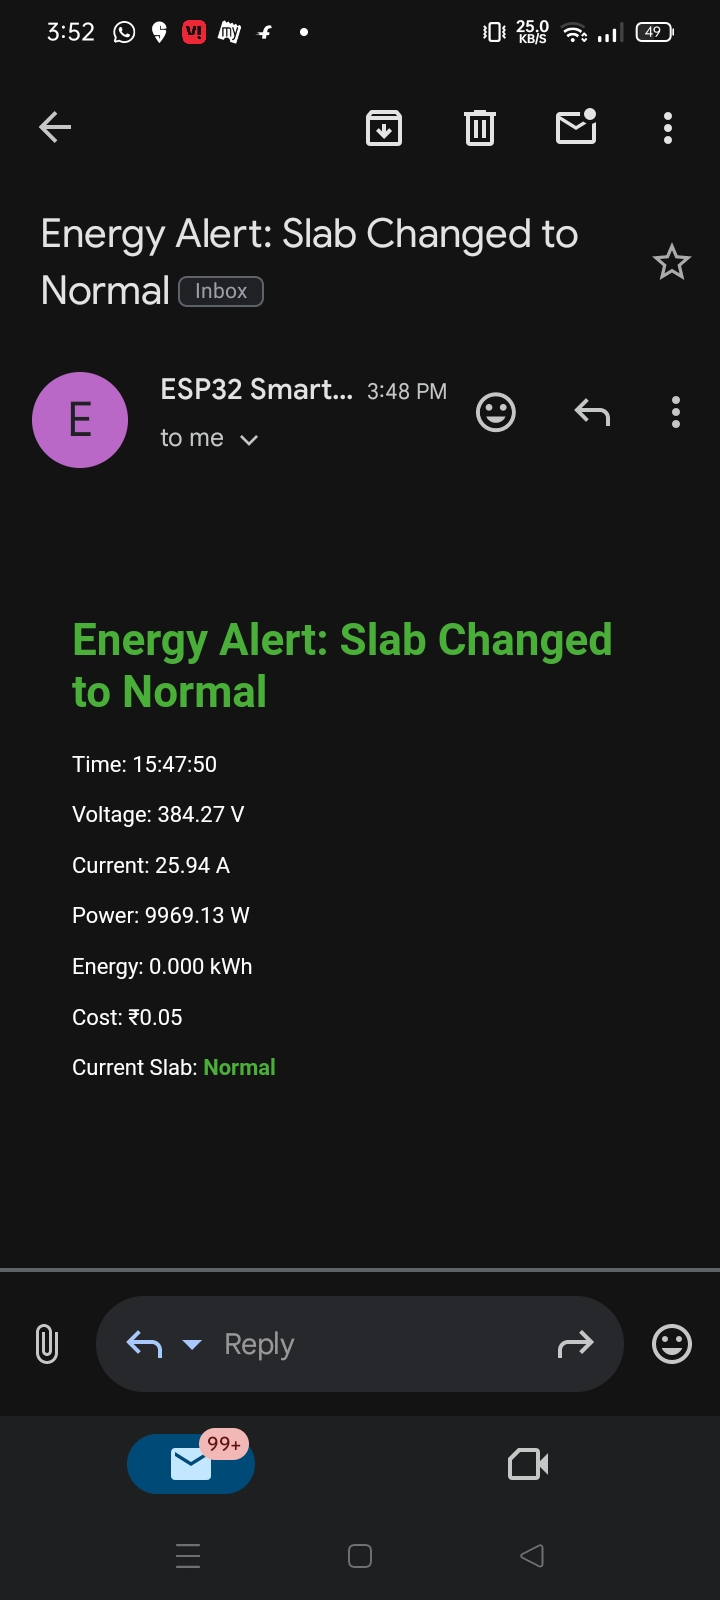 3:52
25.0
KB/S
49
Energy Alert: Slab Changed to
Normal Inbox
E
ESP32 Smart... 3:48 PM
to me
Energy Alert: Slab Changed
to Normal
Time: 15:47:50
Voltage: 384.27 V
Current: 25.94 A
Power: 9969.13 W
Energy: 0.000 kWh
Cost: ₹0.05
Current Slab: Normal
Reply
99+